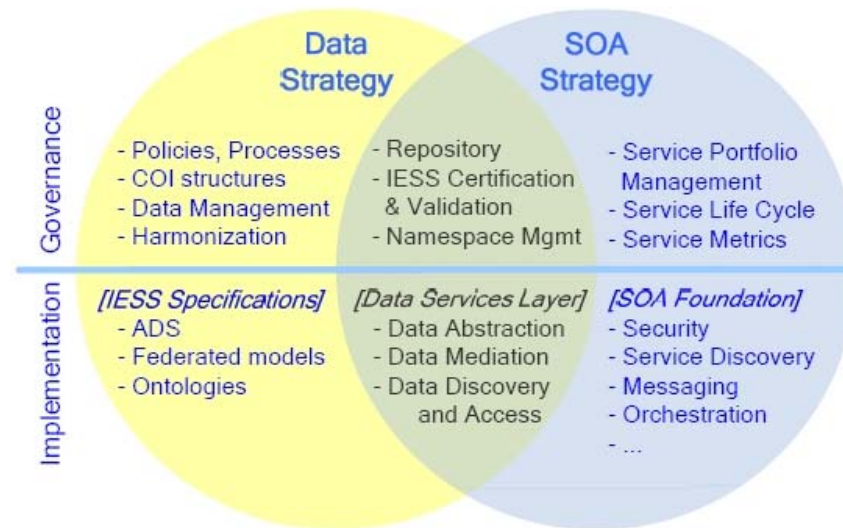 Data
Strategy
SOA
Strategy
Governance
- Policies, Processes
- COI structures
- Data Management
- Harmonization
- Repository
- IESS Certification
& Validation
- Namespace Mgmt
- Service Portfolio
Management
- Service Life Cycle
- Service Metrics
Implementation
[IESS Specifications]
- ADS
- Federated models
- Ontologies
[Data Services Layer]
- Data Abstraction
- Data Mediation
- Data Discovery
and Access
[SOA Foundation]
- Security
- Service Discovery
- Messaging
- Orchestration
- ...